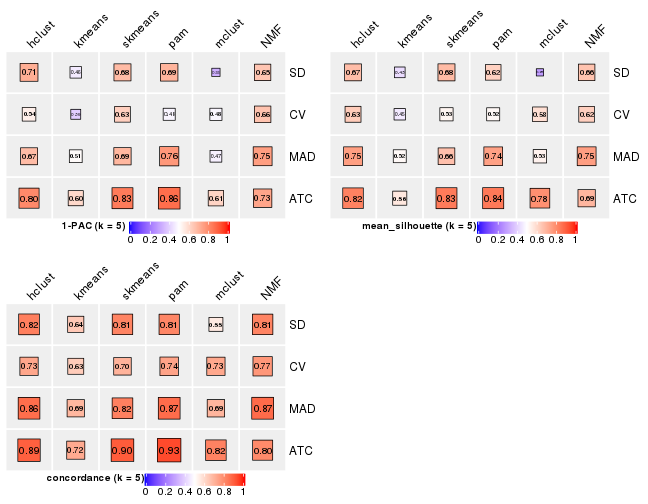 hclust kmeans skmeans pam mclust NMF
0.71 0.46 0.68 0.69 0.65 SD
0.54 0.63 0.41 0.48 0.66 CV
0.67 0.51 0.69 0.76 0.47 0.75 MAD
0.80 0.60 0.83 0.86 0.61 0.73 ATC
1-PAC (k = 5)
0 0.2 0.4 0.6 0.8 1
hclust kmeans skmeans pam mclust NMF
0.67 0.68 0.62 0.66 SD
0.63 0.45 0.53 0.52 0.58 0.62 CV
0.75 0.52 0.66 0.74 0.53 0.75 MAD
0.82 0.56 0.83 0.84 0.78 0.69 ATC
mean_silhouette (k = 5)
0 0.2 0.4 0.6 0.8 1
hclust kmeans skmeans pam mclust NMF
0.82 0.64 0.81 0.81 0.55 0.81 SD
0.73 0.63 0.70 0.74 0.73 0.77 CV
0.86 0.69 0.82 0.87 0.69 0.87 MAD
0.89 0.72 0.90 0.93 0.82 0.80 ATC
concordance (k = 5)
0 0.2 0.4 0.6 0.8 1